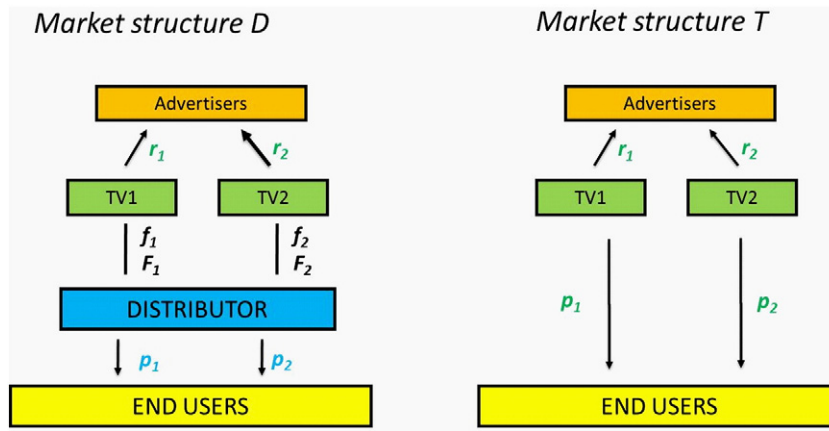 Market structure D
Advertisers
r1
r2
TV1
TV2
f1
F1
f2
F2
DISTRIBUTOR
p1
p2
END USERS
Market structure T
Advertisers
r1
r2
TV1
TV2
p1
p2
END USERS